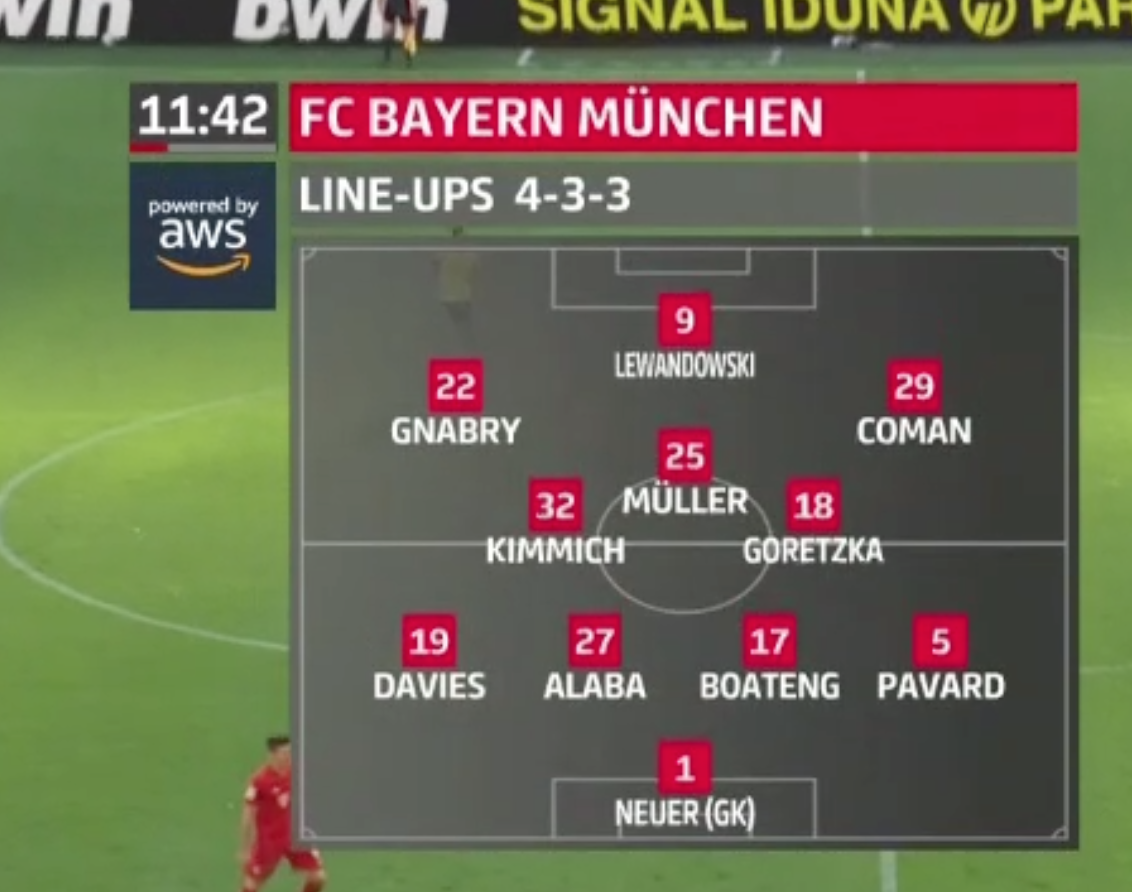 bwin
SIGNAL IDUNA
11:42
FC BAYERN MÜNCHEN
powered by
aws
LINE-UPS 4-3-3
9
LEWANDOWSKI
22
GNABRY
29
COMAN
25
MÜLLER
32
KIMMICH
18
GORETZKA
19
DAVIES
27
ALABA
17
BOATENG
5
PAVARD
1
NEUER (GK)